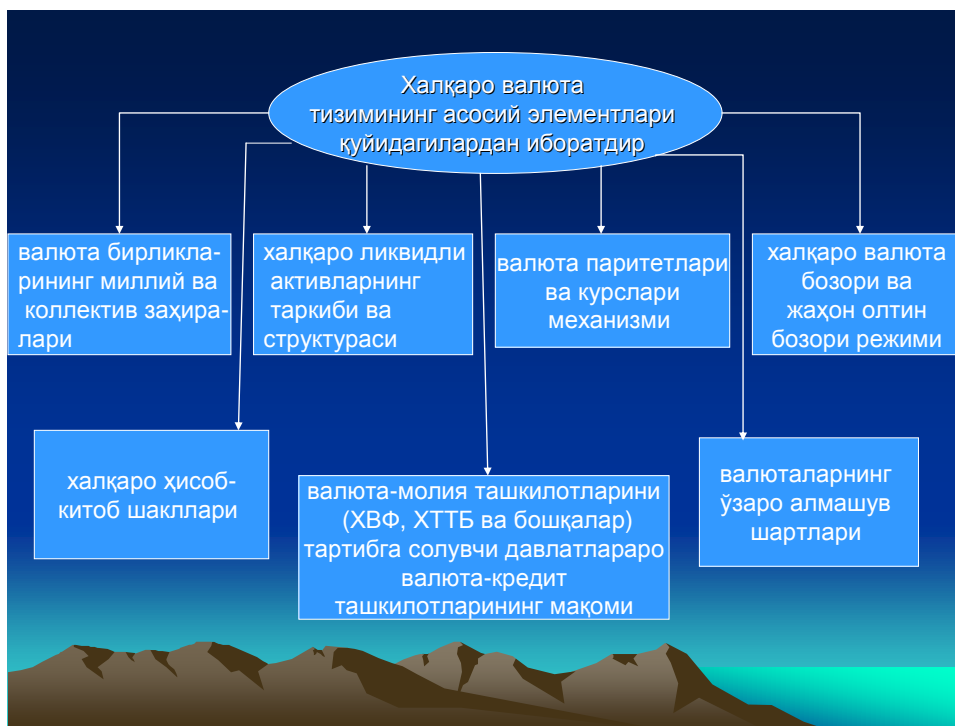 Халқаро валюта
тизимининг асосий элементлари
қуйидагилардан иборатдир
валюта бирликла-
рининг миллий ва
коллектив заҳира-
лари
халқаро ликвидли
активларнинг
таркиби ва
структураси
валюта паритетлари
ва курслари
механизми
халқаро валюта
бозори ва
жаҳон олтин
бозори режими
халқаро ҳисоб-
китоб шакллари
валюта-молия ташкилотларини
(ХВФ, ХТТБ ва бошқалар)
тартибга солувчи давлатлараро
валюта-кредит
ташкилотларининг мақоми
валюталарнинг
ўзаро алмашув
шартлари